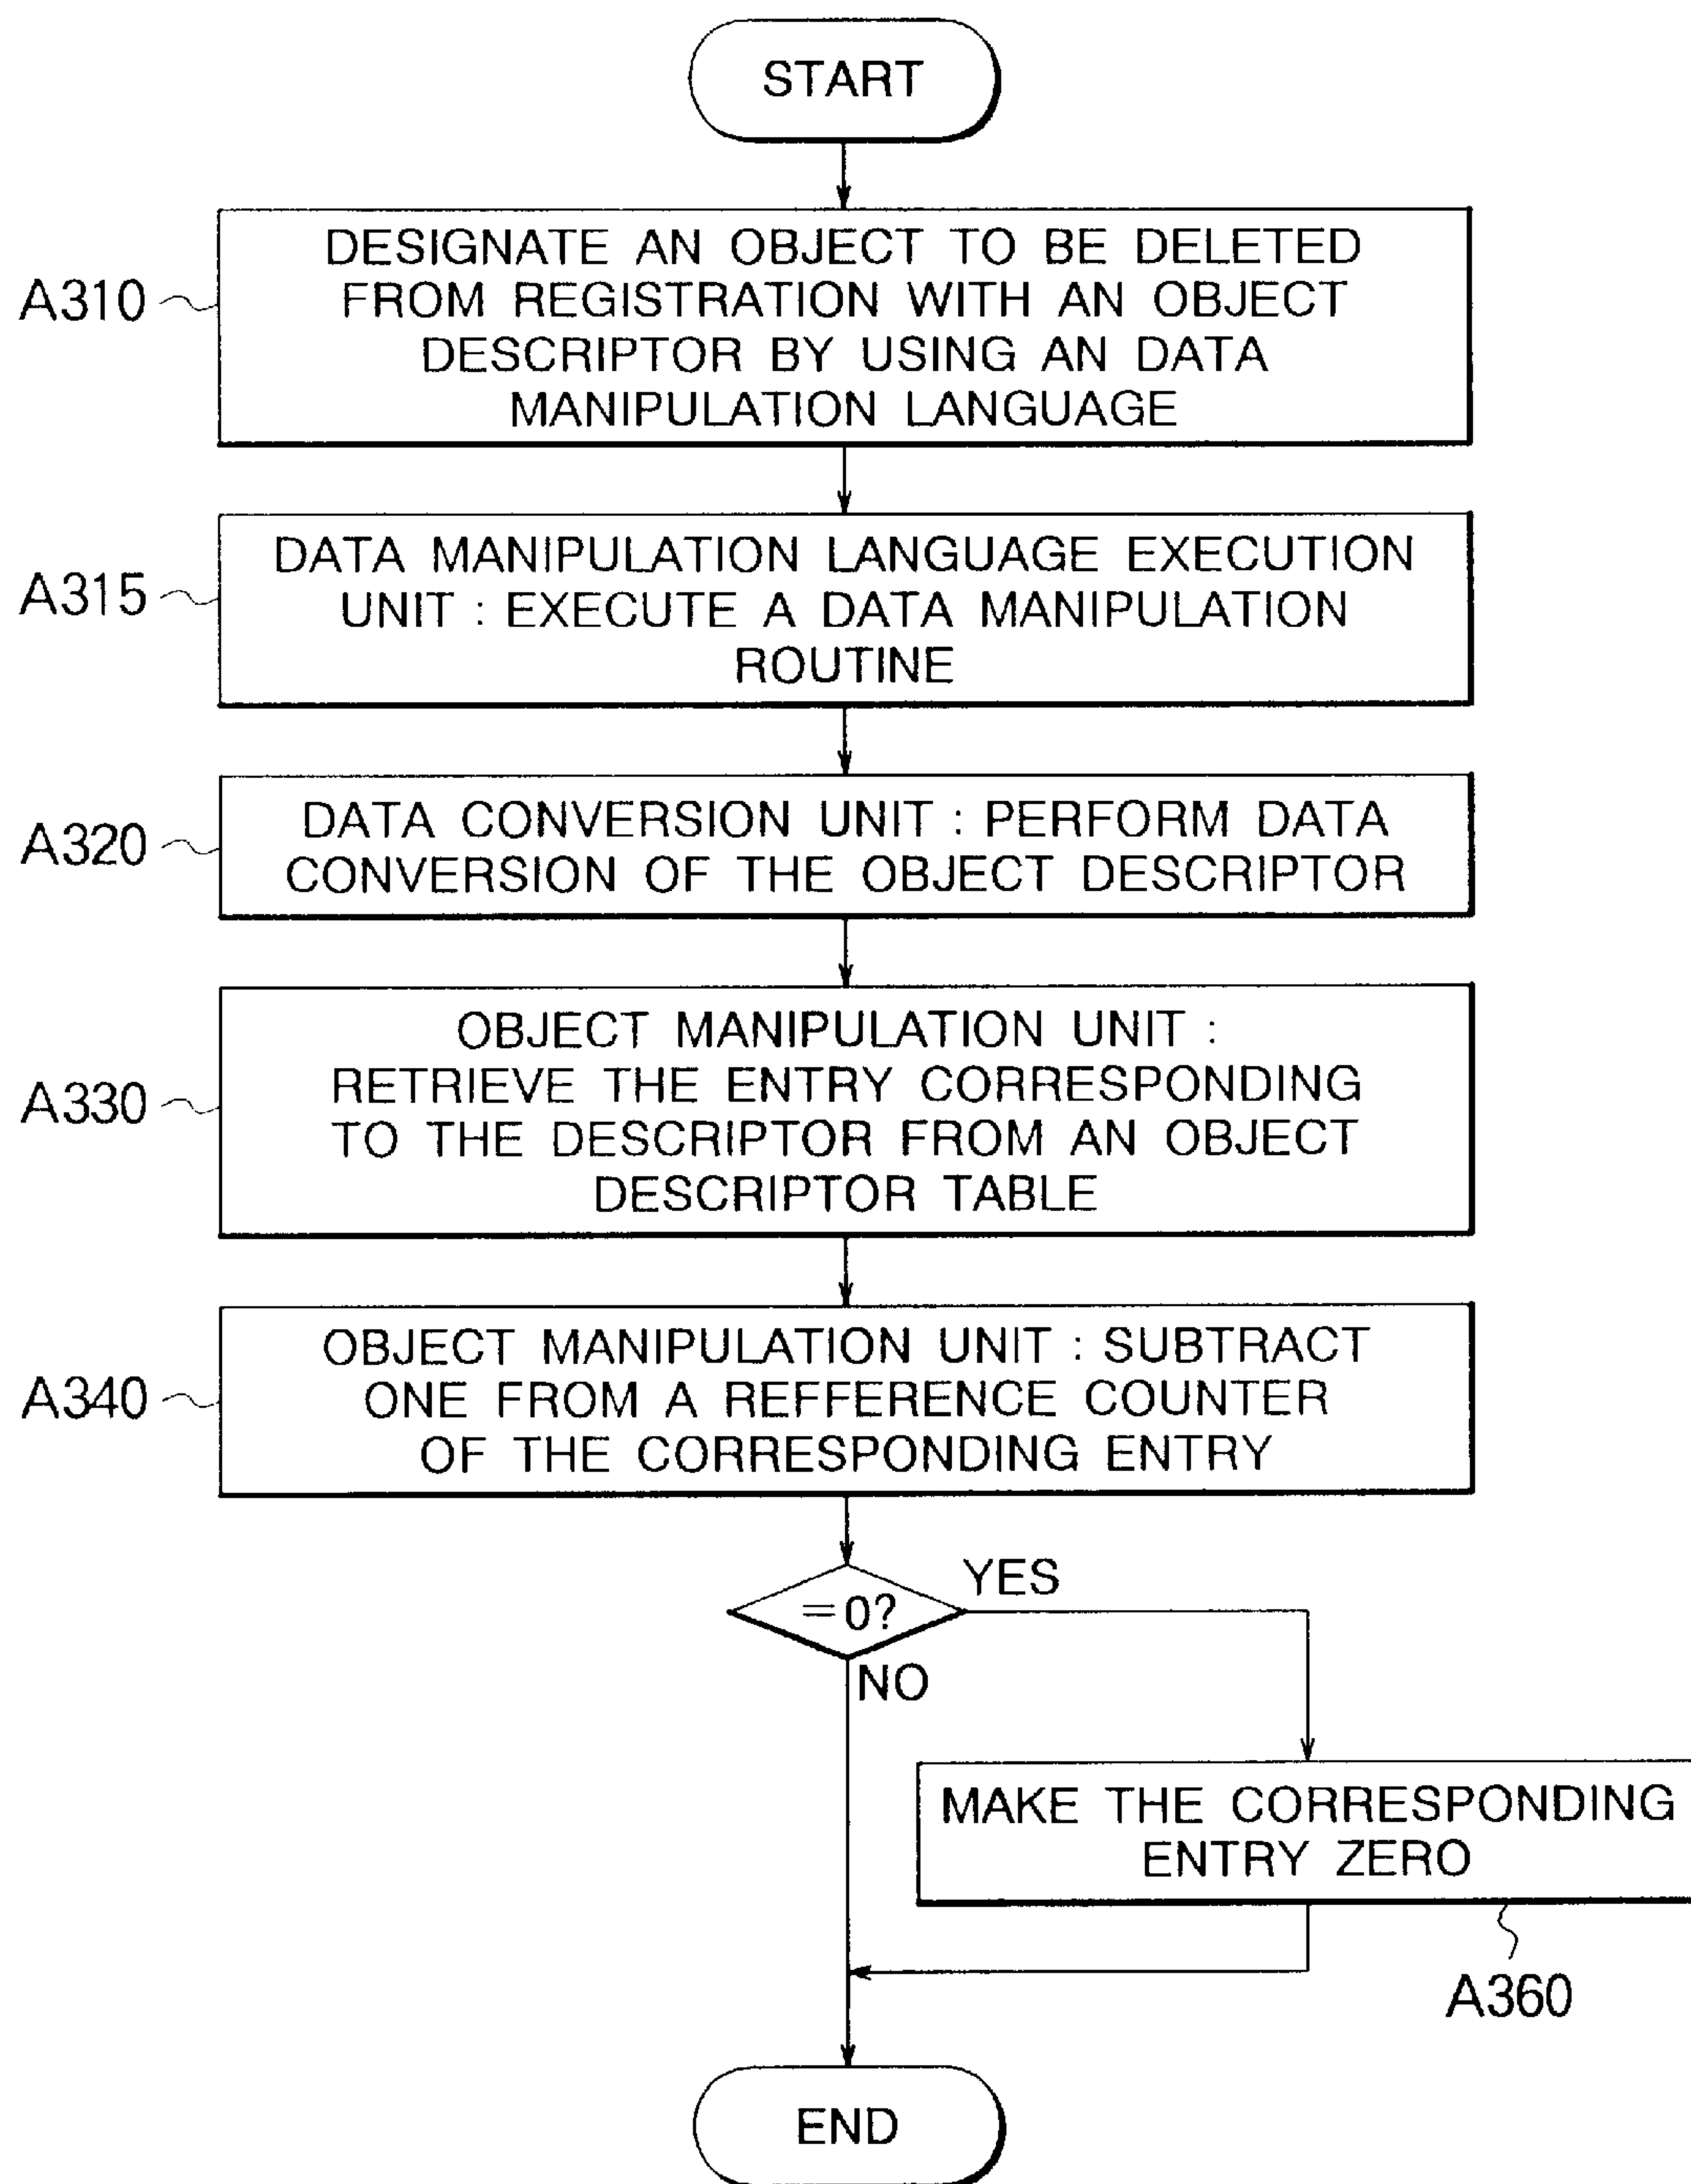 START
A310
DESIGNATE AN OBJECT TO BE DELETED
FROM REGISTRATION WITH AN OBJECT
DESCRIPTOR BY USING AN DATA
MANIPULATION LANGUAGE
A315
DATA MANIPULATION LANGUAGE EXECUTION
UNIT : EXECUTE A DATA MANIPULATION
ROUTINE
A320
DATA CONVERSION UNIT : PERFORM DATA
CONVERSION OF THE OBJECT DESCRIPTOR
A330
OBJECT MANIPULATION UNIT :
RETRIEVE THE ENTRY CORRESPONDING
TO THE DESCRIPTOR FROM AN OBJECT
DESCRIPTOR TABLE
A340
OBJECT MANIPULATION UNIT : SUBTRACT
ONE FROM A REFFERENCE COUNTER
OF THE CORRESPONDING ENTRY
=0?
YES
NO
MAKE THE CORRESPONDING
ENTRY ZERO
A360
END